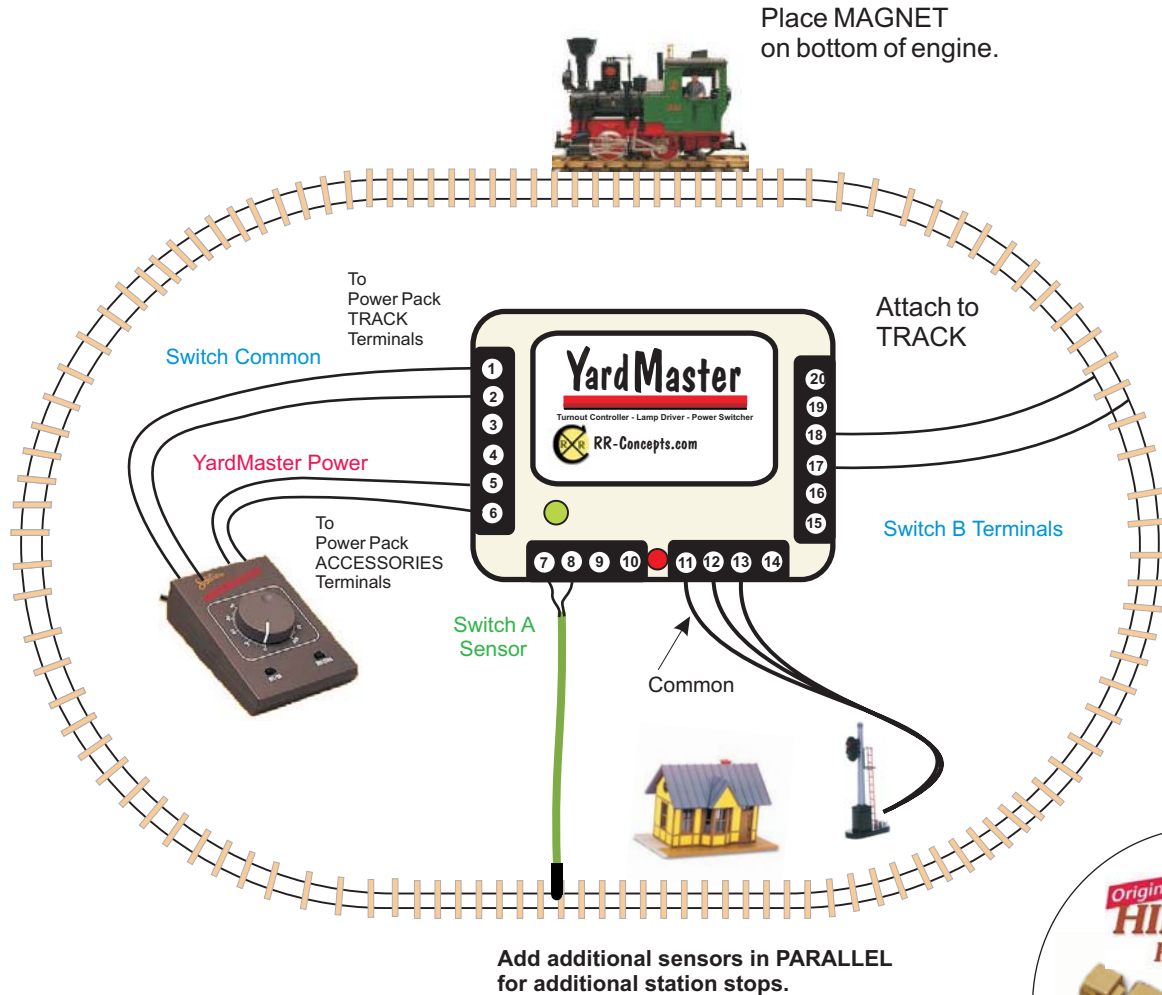 Place MAGNET
on bottom of engine.
To
Power Pack
TRACK
Terminals
Switch Common
Attach to
TRACK
YardMaster
Turnout Controller - Lamp Driver - Power Switcher
RR
RR-Concepts.com
1
2
3
4
5
6
20
19
18
17
16
15
YardMaster Power
To
Power Pack
ACCESSORIES
Terminals
Switch B Terminals
7 8 9 10 11 12 13 14
Switch A
Sensor
Common
Add additional sensors in PARALLEL
for additional station stops.